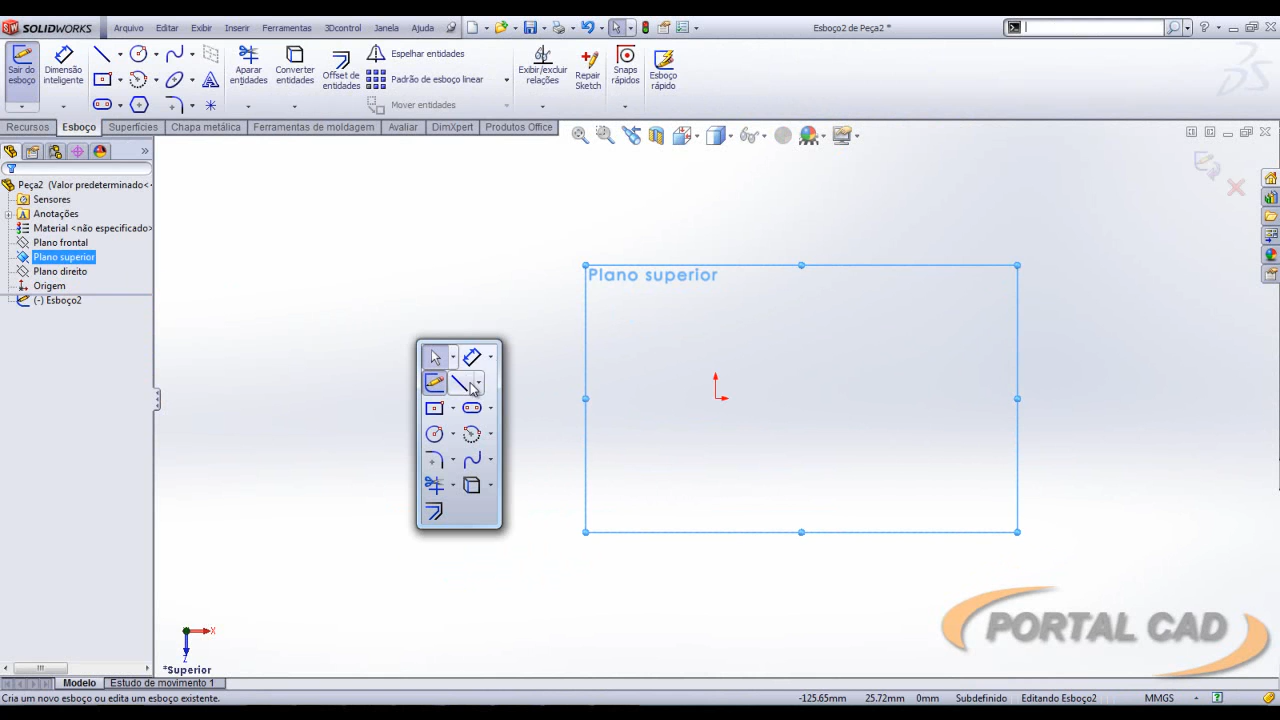 SOLIDWORKS
Arquivo Editar Exibir Inserir Ferramentas 3Dcontrol Janela Ajuda
Esboço2 de Peça2 *
Sair do esboço
Dimensão inteligente
Aparar entidades
Converter entidades
Offset de entidades
Espelhar entidades
Padrão de esboço linear
Mover entidades
Exibir/excluir relações
Repair Sketch
Snaps rápidos
Esboço rápido
Recursos Esboço Superfícies Chapa metálica Ferramentas de moldagem Avaliar DimXpert Produtos Office
Peça2 (Valor predeterminado<
Sensores
Anotações
Material <não especificado>
Plano frontal
Plano superior
Plano direito
Origem
(-) Esboço2
Plano superior
X
Z
*Superior
PORTAL CAD
Modelo Estudo de movimento 1
Cria um novo esboço ou edita um esboço existente. -125.65mm 25.72mm 0mm Subdefinido Editando Esboço2 MMGS